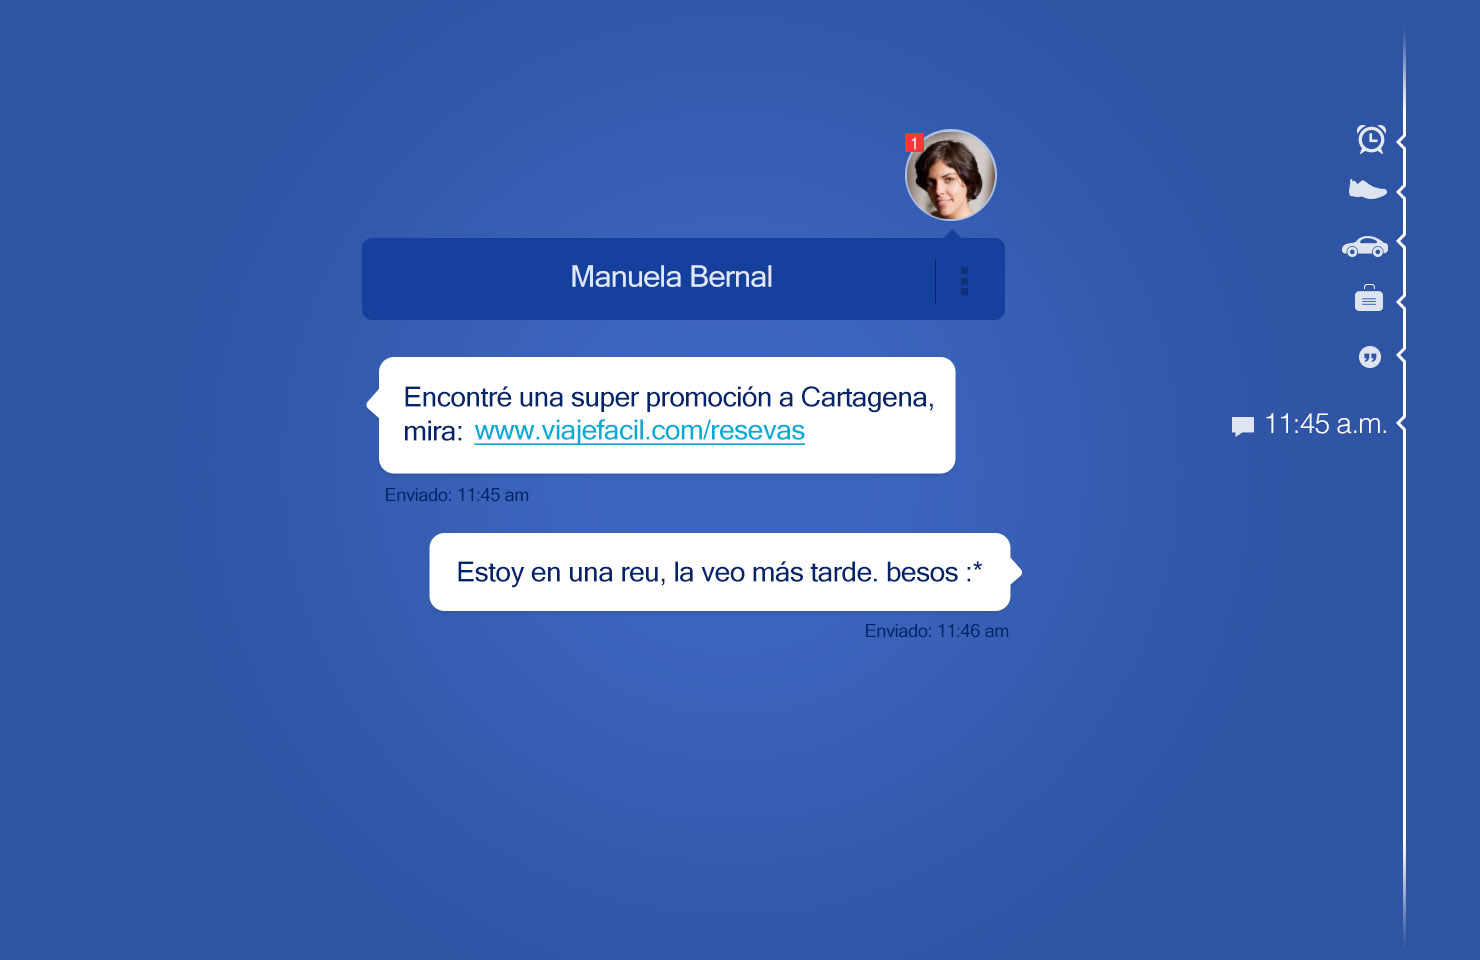 1
Manuela Bernal
Encontré una super promoción a Cartagena,
mira: www.viajefacil.com/resevas
Enviado: 11:45 am
11:45 a.m.
Estoy en una reu, la veo más tarde. besos :*
Enviado: 11:46 am